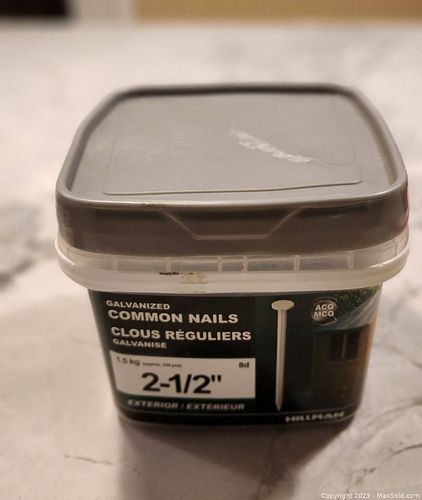 GALVANIZED
COMMON NAILS
CLOUS RÉGULIERS
GALVANISÉ
1.5 kg
8d
2-1/2"
EXTERIOR / EXTÉRIEUR
ACQ
MCQ
HILLMAN
Copyright 2023 - MaxSold.com